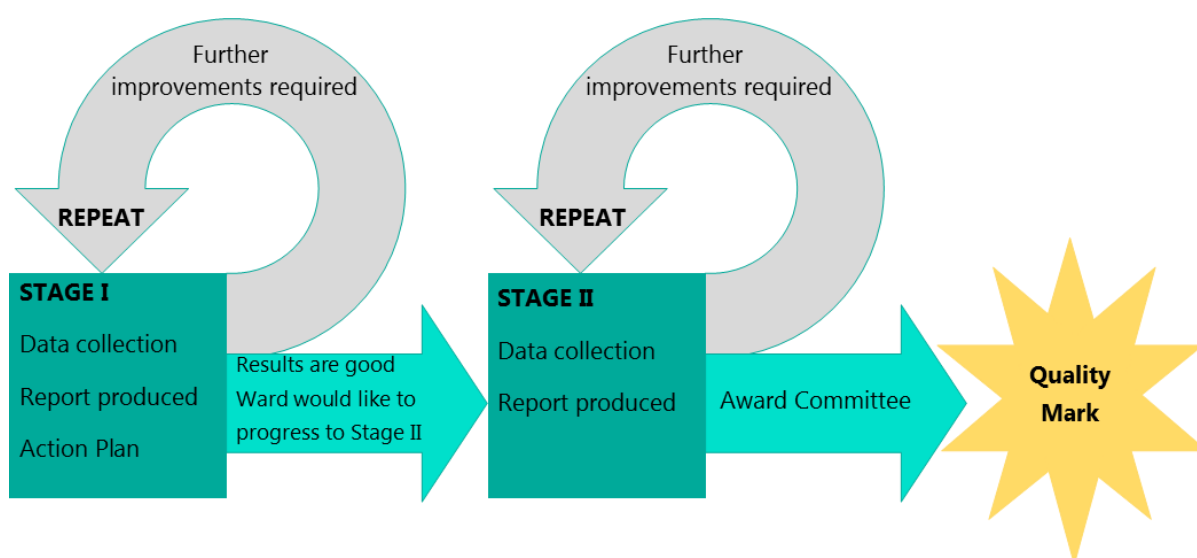 Further
improvements required
REPEAT
STAGE I
Data collection
Report produced
Action Plan
Results are good
Ward would like to
progress to Stage II
Further
improvements required
REPEAT
STAGE II
Data collection
Report produced
Award Committee
Quality
Mark